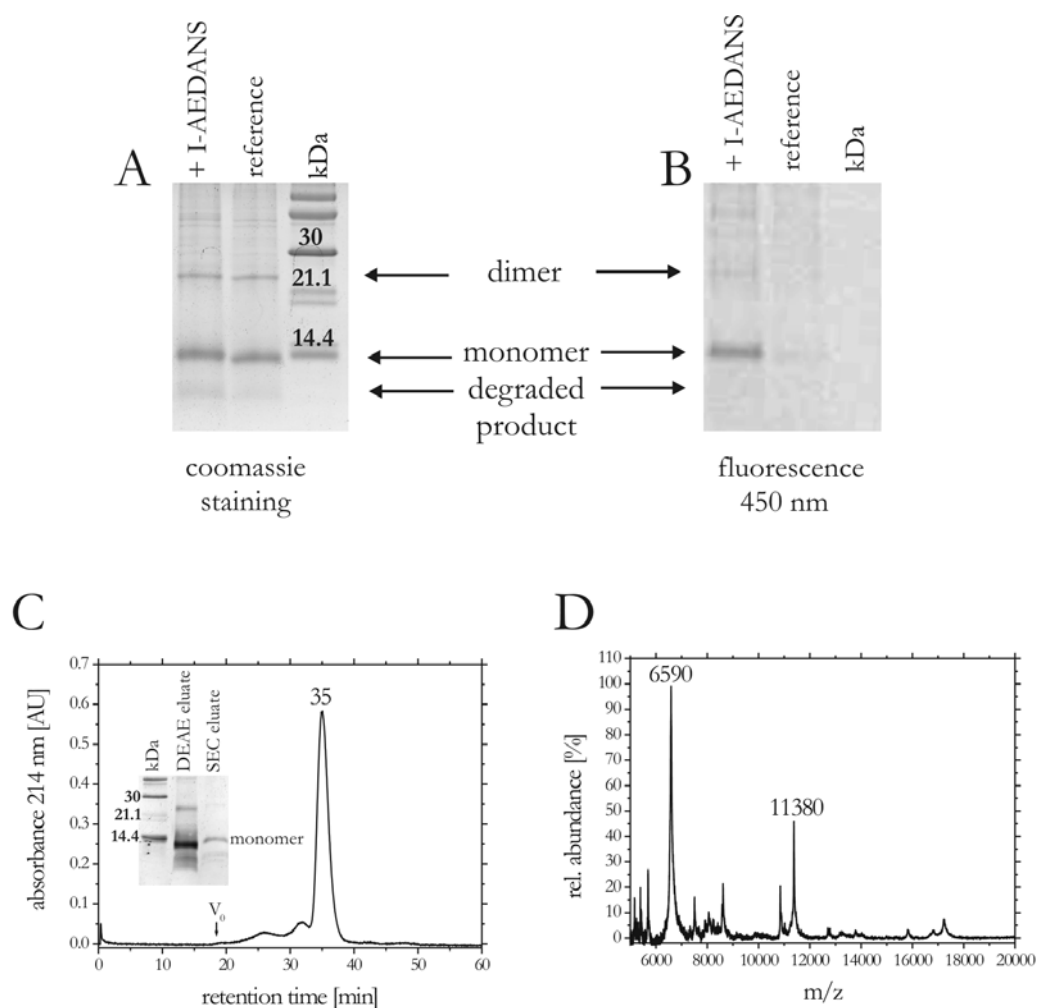 A
+ I-AEDANS
reference
kDa
30
21.1
14.4
coomassie
staining
dimer
monomer
degraded
product
B
+ I-AEDANS
reference
kDa
fluorescence
450 nm
C
absorbance 214 nm [AU]
0.7
0.6
0.5
0.4
0.3
0.2
0.1
0.0
35
kDa
DEAE eluate
SEC eluate
30
21.1
14.4
monomer
V0
0 10 20 30 40 50 60
retention time [min]
D
rel. abundance [%]
110
100
90
80
70
60
50
40
30
20
10
0
6590
11380
6000 8000 10000 12000 14000 16000 18000 20000
m/z